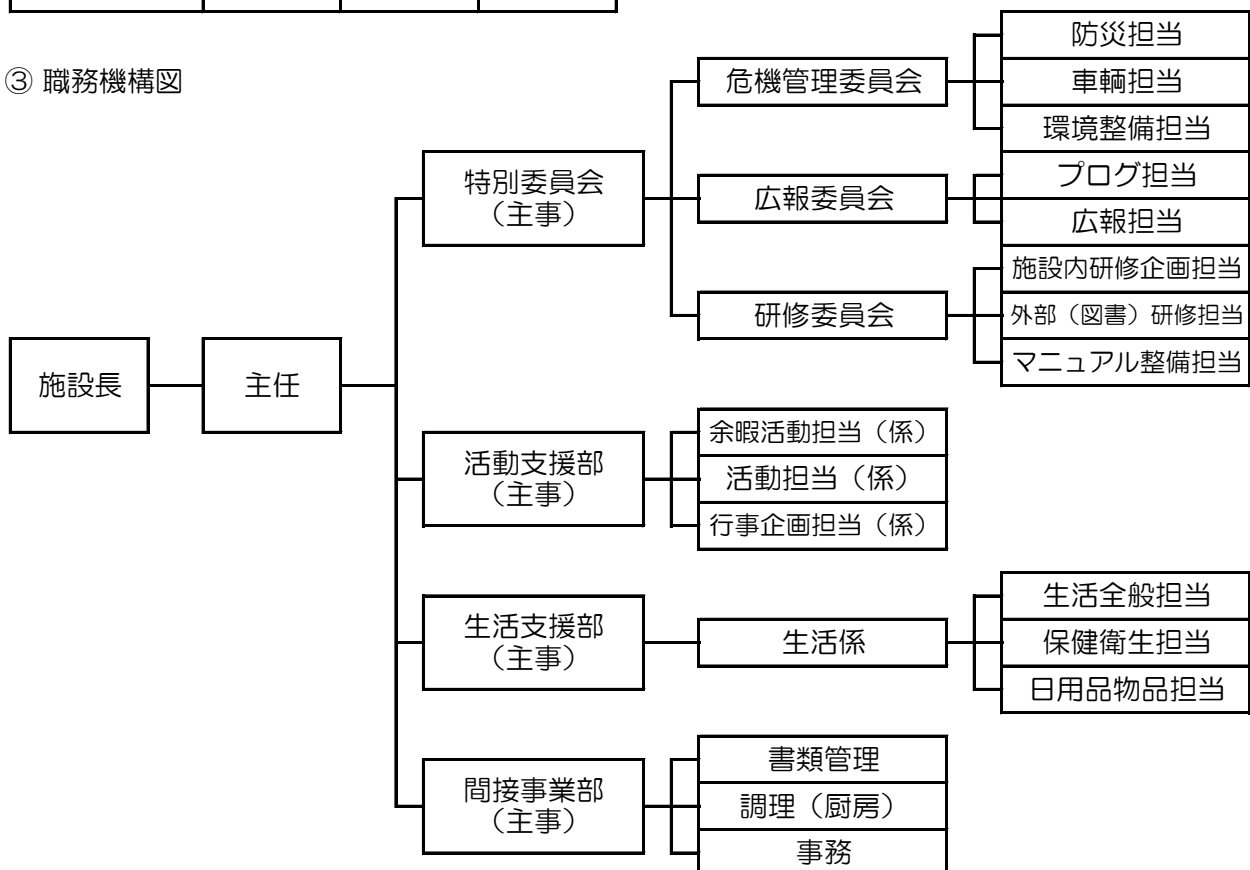 ③ 職務機構図
施設長
主任
特別委員会
（主事）
危機管理委員会
防災担当
車輌担当
環境整備担当
広報委員会
ブログ担当
広報担当
研修委員会
施設内研修企画担当
外部（図書）研修担当
マニュアル整備担当
活動支援部
（主事）
余暇活動担当（係）
活動担当（係）
行事企画担当（係）
生活支援部
（主事）
生活係
生活全般担当
保健衛生担当
日用品物品担当
間接事業部
（主事）
書類管理
調理（厨房）
事務